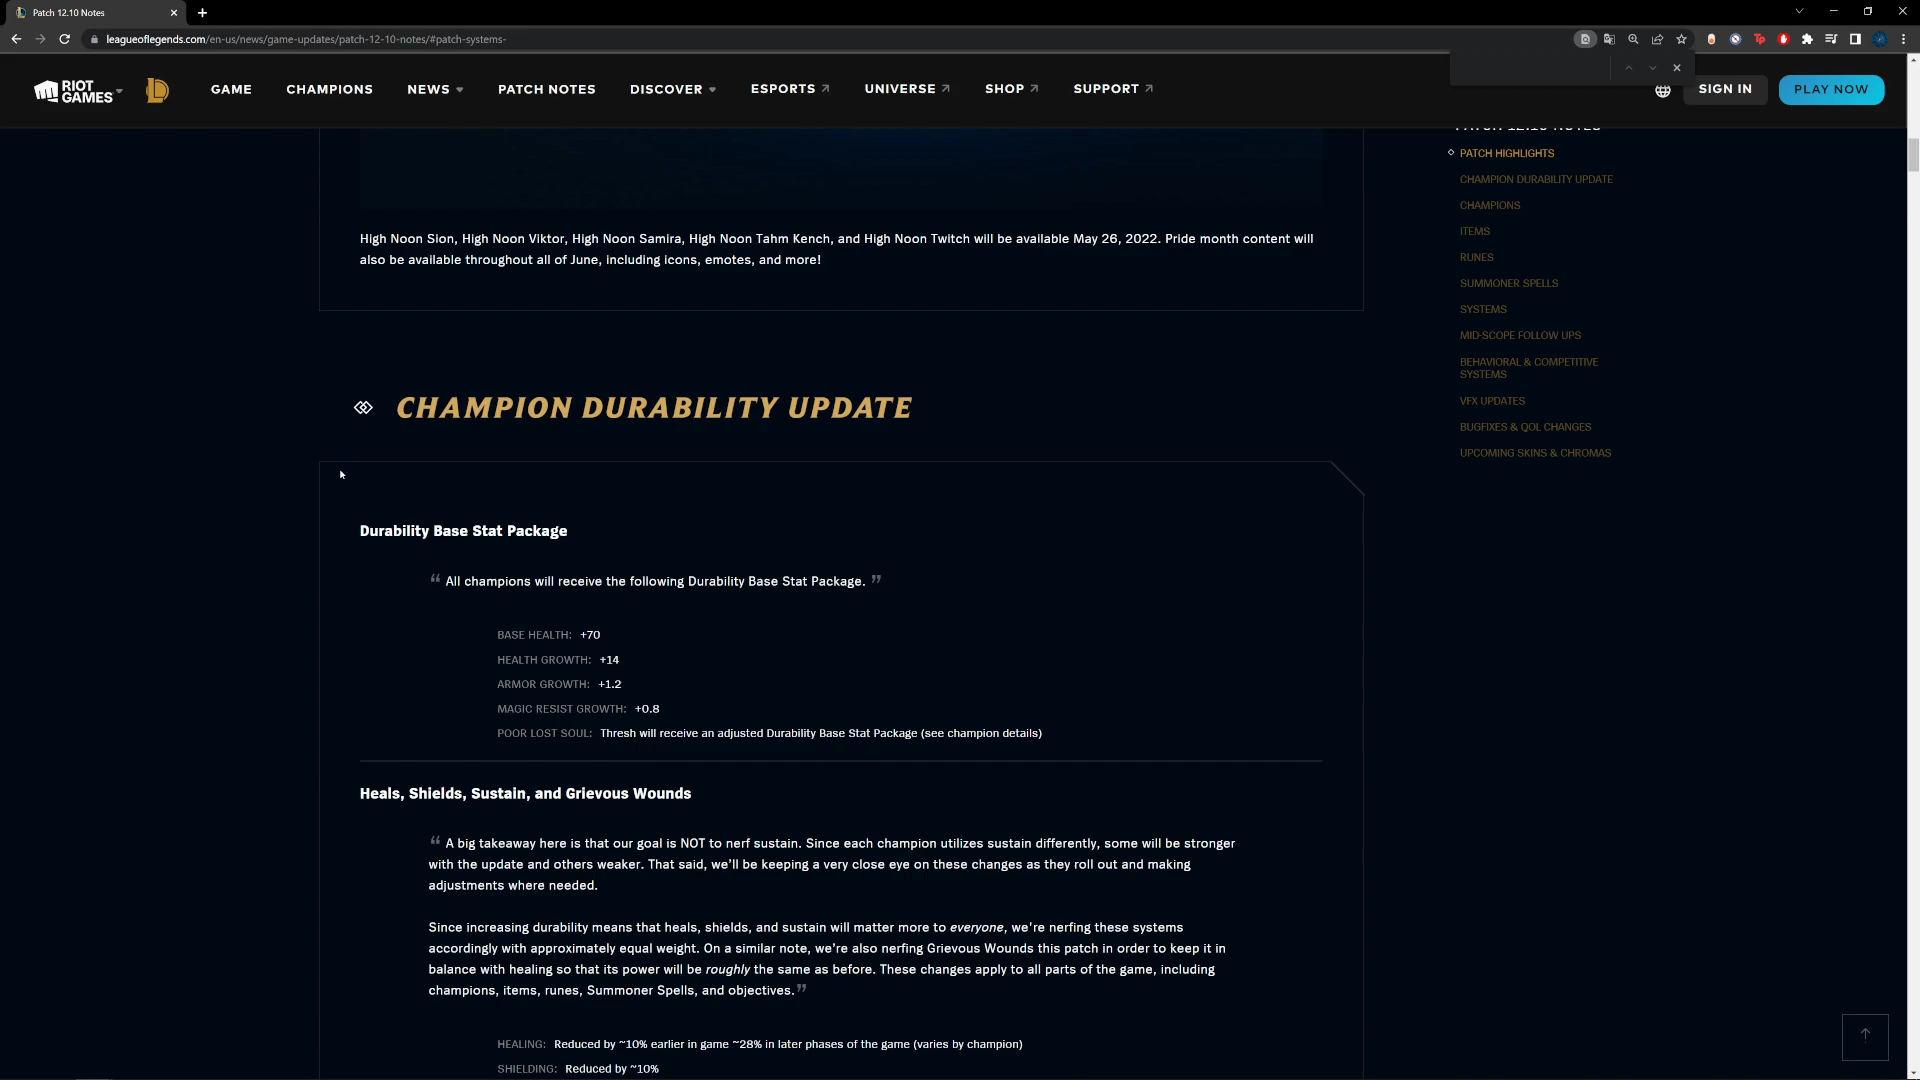 Patch 12.10 Notes
leagueoflegends.com/en-us/news/game-updates/patch-12-10-notes/#patch-systems-
RIOT GAMES
GAME
CHAMPIONS
NEWS
PATCH NOTES
DISCOVER
ESPORTS
UNIVERSE
SHOP
SUPPORT
SIGN IN
PLAY NOW
PATCH 12.10 NOTES
PATCH HIGHLIGHTS
CHAMPION DURABILITY UPDATE
CHAMPIONS
ITEMS
RUNES
SUMMONER SPELLS
SYSTEMS
MID-SCOPE FOLLOW UPS
BEHAVIORAL & COMPETITIVE
SYSTEMS
VFX UPDATES
BUGFIXES & QOL CHANGES
UPCOMING SKINS & CHROMAS
High Noon Sion, High Noon Viktor, High Noon Samira, High Noon Tahm Kench, and High Noon Twitch will be available May 26, 2022. Pride month content will
also be available throughout all of June, including icons, emotes, and more!
CHAMPION DURABILITY UPDATE
Durability Base Stat Package
“ All champions will receive the following Durability Base Stat Package. ”
BASE HEALTH: +70
HEALTH GROWTH: +14
ARMOR GROWTH: +1.2
MAGIC RESIST GROWTH: +0.8
POOR LOST SOUL: Thresh will receive an adjusted Durability Base Stat Package (see champion details)
Heals, Shields, Sustain, and Grievous Wounds
“ A big takeaway here is that our goal is NOT to nerf sustain. Since each champion utilizes sustain differently, some will be stronger
with the update and others weaker. That said, we’ll be keeping a very close eye on these changes as they roll out and making
adjustments where needed.
Since increasing durability means that heals, shields, and sustain will matter more to everyone, we’re nerfing these systems
accordingly with approximately equal weight. On a similar note, we’re also nerfing Grievous Wounds this patch in order to keep it in
balance with healing so that its power will be roughly the same as before. These changes apply to all parts of the game, including
champions, items, runes, Summoner Spells, and objectives.”
HEALING: Reduced by ~10% earlier in game ~28% in later phases of the game (varies by champion)
SHIELDING: Reduced by ~10%